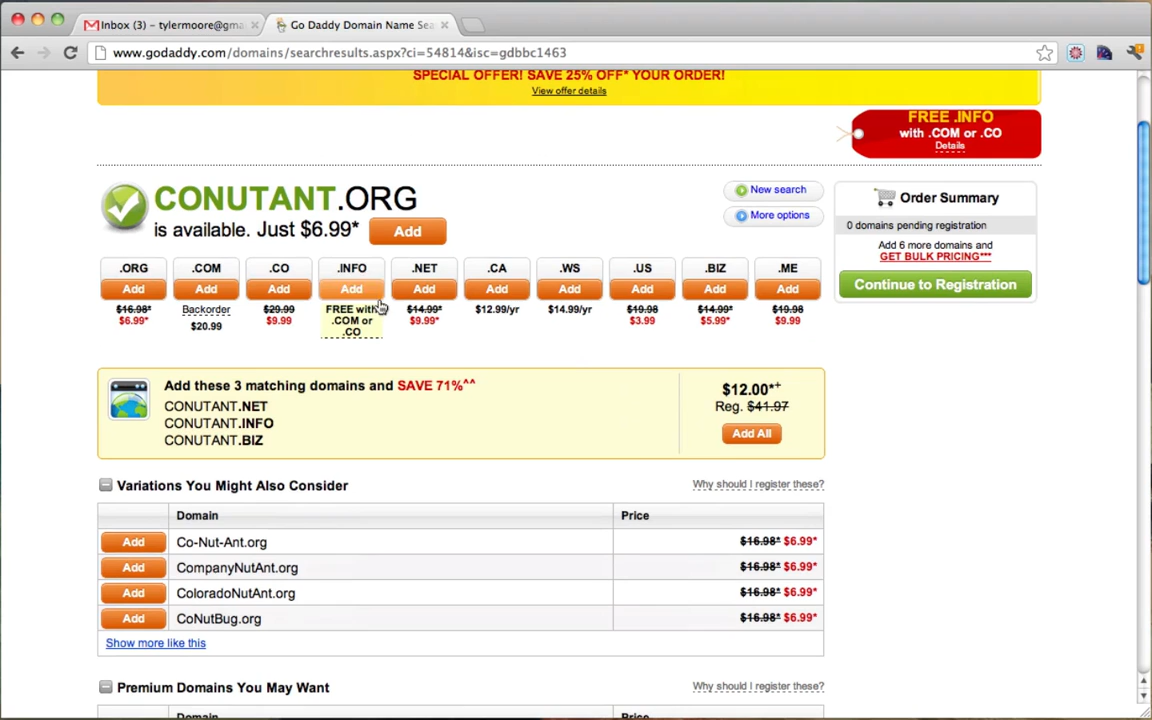 Inbox (3) - tylermoore@gma
Go Daddy Domain Name Sea
www.godaddy.com/domains/searchresults.aspx?ci=54814&isc=gdbbc1463
SPECIAL OFFER! SAVE 25% OFF* YOUR ORDER!
View offer details
FREE .INFO
with .COM or .CO
Details
CONUTANT.ORG
is available. Just $6.99* Add
New search
More options
Order Summary
0 domains pending registration
Add 6 more domains and
GET BULK PRICING***
Continue to Registration
.ORG .COM .CO .INFO .NET .CA .WS .US .BIZ .ME
Add Add Add Add Add Add Add Add Add Add
$16.98* Backorder $29.99 FREE with $14.99* $12.99/yr $14.99/yr $19.98 $14.99* $19.98
$6.99* $20.99 $9.99 .COM or $9.99* $3.99 $5.99* $9.99
.CO
Add these 3 matching domains and SAVE 71%^^
CONUTANT.NET
CONUTANT.INFO
CONUTANT.BIZ
$12.00*+
Reg. $41.97
Add All
Variations You Might Also Consider Why should I register these?
Domain Price
Add Co-Nut-Ant.org $16.98* $6.99*
Add CompanyNutAnt.org $16.98* $6.99*
Add ColoradoNutAnt.org $16.98* $6.99*
Add CoNutBug.org $16.98* $6.99*
Show more like this
Premium Domains You May Want Why should I register these?
Domain Price